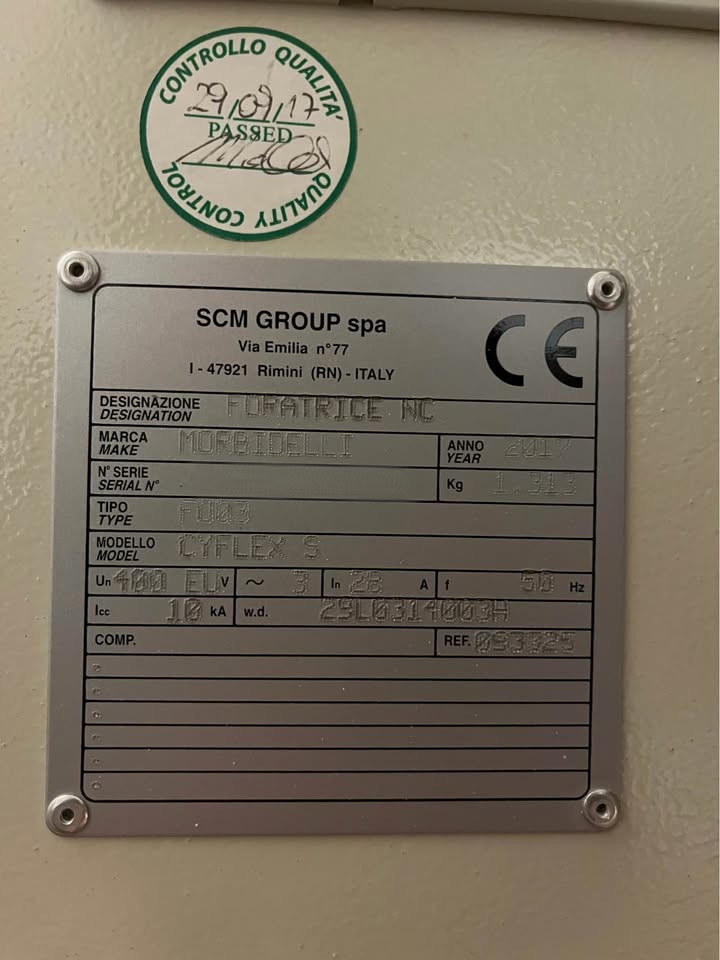 CONTROLLO QUALITA'
29/09/17
PASSED
QUALITY CONTROL
SCM GROUP spa
Via Emilia n°77
I - 47921 Rimini (RN) - ITALY
CE
DESIGNAZIONE
DESIGNATION FORATRICE NC
MARCA
MAKE MORBIDELLI
ANNO
YEAR 2017
N° SERIE
SERIAL N°
Kg 1.313
TIPO
TYPE FU03
MODELLO
MODEL CYFLEX S
Un 400 EU V ~ 3 In 28 A f 50 Hz
Icc 10 kA w.d. 29L0314003H
COMP. REF. 093325